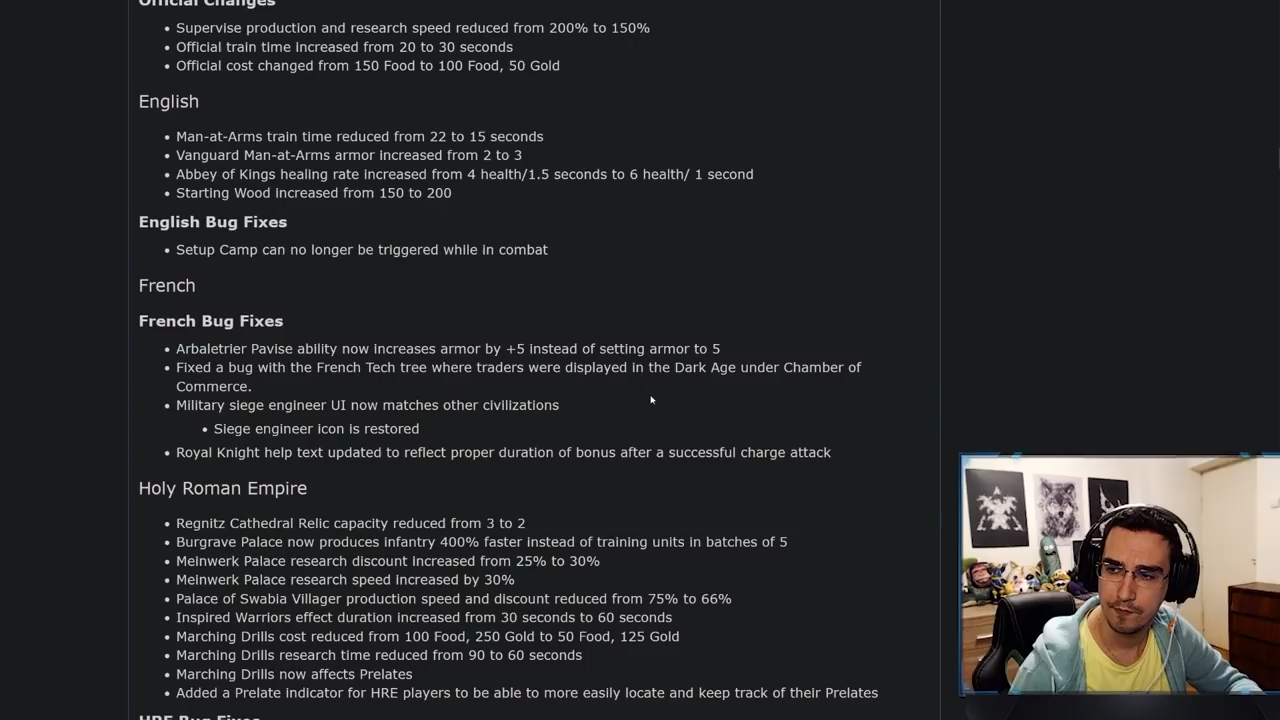 Official Changes
• Supervise production and research speed reduced from 200% to 150%
• Official train time increased from 20 to 30 seconds
• Official cost changed from 150 Food to 100 Food, 50 Gold
English
• Man-at-Arms train time reduced from 22 to 15 seconds
• Vanguard Man-at-Arms armor increased from 2 to 3
• Abbey of Kings healing rate increased from 4 health/1.5 seconds to 6 health/ 1 second
• Starting Wood increased from 150 to 200
English Bug Fixes
• Setup Camp can no longer be triggered while in combat
French
French Bug Fixes
• Arbaletrier Pavise ability now increases armor by +5 instead of setting armor to 5
• Fixed a bug with the French Tech tree where traders were displayed in the Dark Age under Chamber of
Commerce.
• Military siege engineer UI now matches other civilizations
• Siege engineer icon is restored
• Royal Knight help text updated to reflect proper duration of bonus after a successful charge attack
Holy Roman Empire
• Regnitz Cathedral Relic capacity reduced from 3 to 2
• Burgrave Palace now produces infantry 400% faster instead of training units in batches of 5
• Meinwerk Palace research discount increased from 25% to 30%
• Meinwerk Palace research speed increased by 30%
• Palace of Swabia Villager production speed and discount reduced from 75% to 66%
• Inspired Warriors effect duration increased from 30 seconds to 60 seconds
• Marching Drills cost reduced from 100 Food, 250 Gold to 50 Food, 125 Gold
• Marching Drills research time reduced from 90 to 60 seconds
• Marching Drills now affects Prelates
• Added a Prelate indicator for HRE players to be able to more easily locate and keep track of their Prelates
HRE Bug Fixes